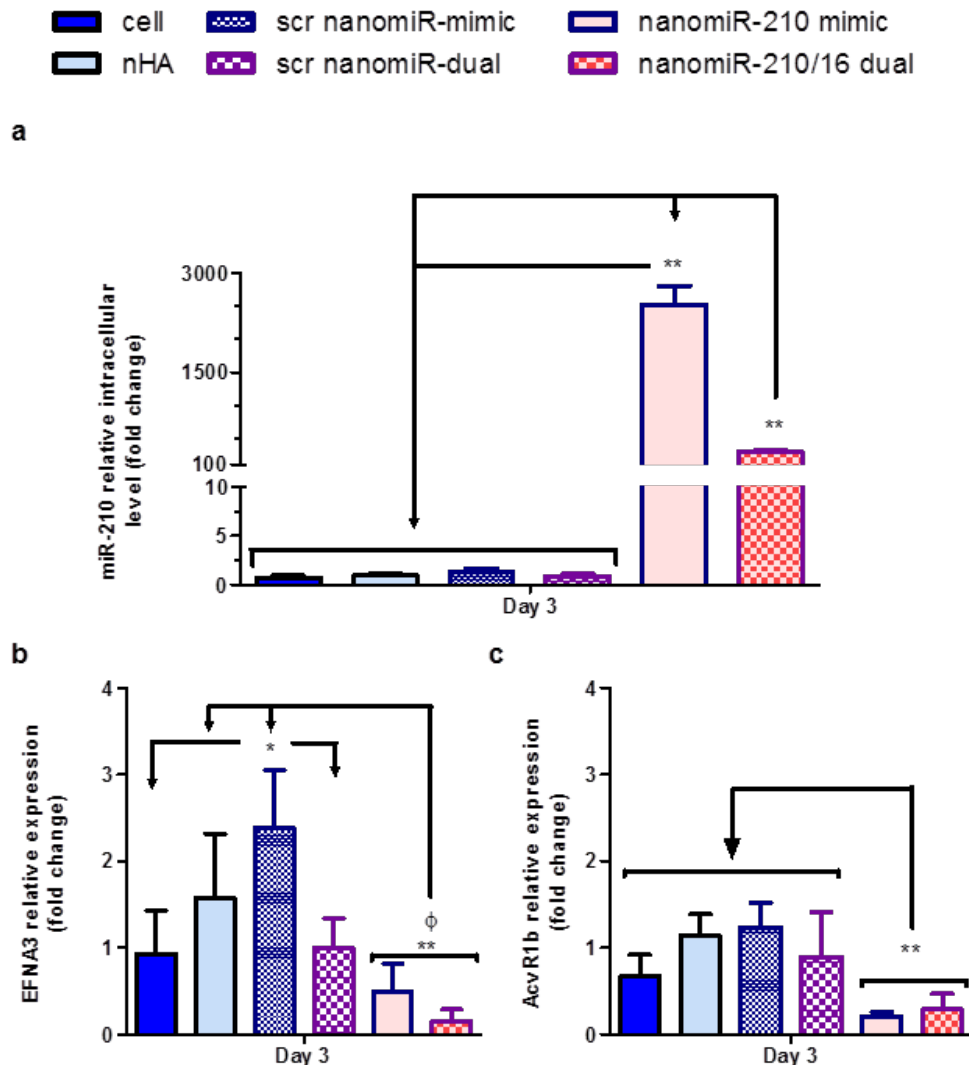 cell scr nanomiR-mimic nanomiR-210 mimic
nHA scr nanomiR-dual nanomiR-210/16 dual
a
miR-210 relative intracellular
level (fold change)
3000
1500
100
10
5
0
**
**
Day 3
b
EFNA3 relative expression
(fold change)
4
3
2
1
0
*
ϕ
**
Day 3
c
AcvR1b relative expression
(fold change)
4
3
2
1
0
**
Day 3